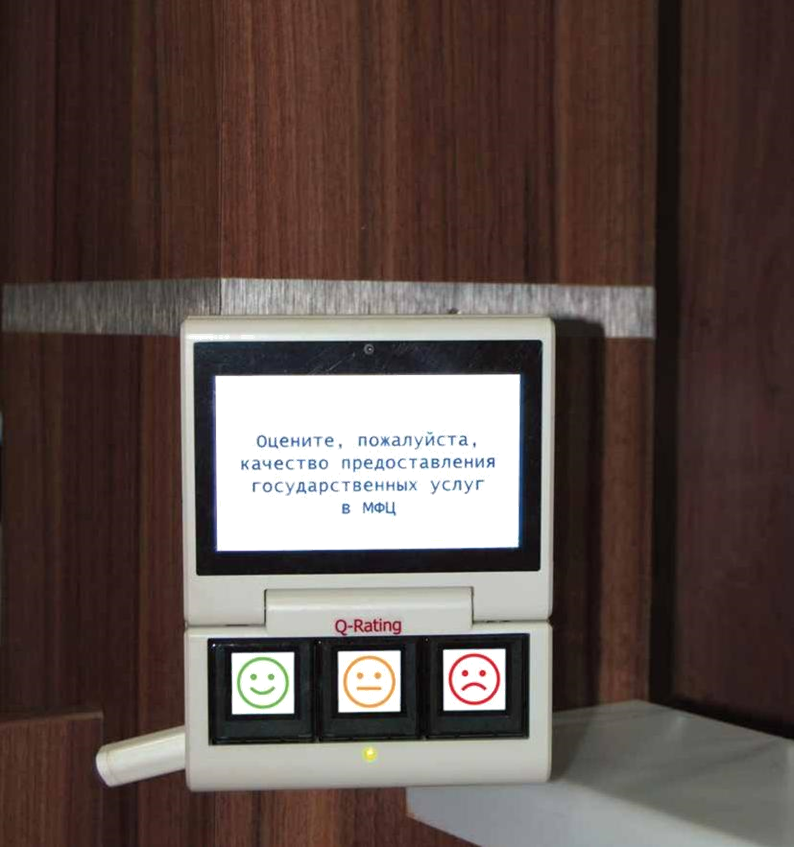 Оцените, пожалуйста,
качество предоставления
государственных услуг
в МФЦ
Q-Rating